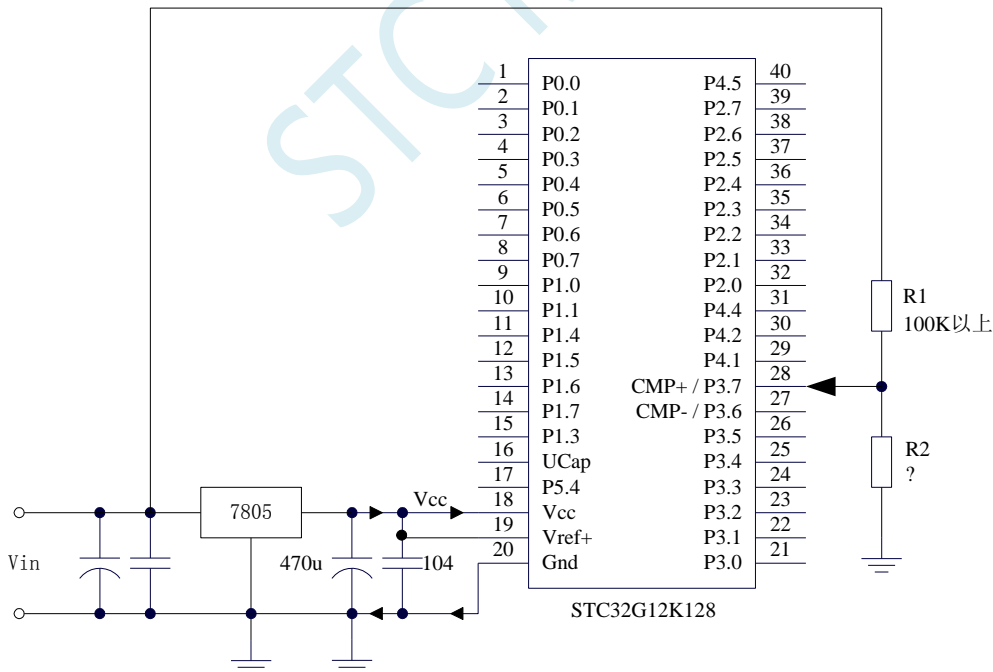 STC
1 P0.0 P4.5 40
2 P0.1 P2.7 39
3 P0.2 P2.6 38
4 P0.3 P2.5 37
5 P0.4 P2.4 36
6 P0.5 P2.3 35
7 P0.6 P2.2 34
8 P0.7 P2.1 33
9 P1.0 P2.0 32
10 P1.1 P4.4 31
11 P1.4 P4.2 30
12 P1.5 P4.1 29
13 P1.6 CMP+ / P3.7 28
14 P1.7 CMP- / P3.6 27
15 P1.3 P3.5 26
16 UCap P3.4 25
17 P5.4 P3.3 24
18 Vcc P3.2 23
19 Vref+ P3.1 22
20 Gnd P3.0 21
R1
100K以上
R2
?
7805
Vcc
Vin
470u
104
STC32G12K128